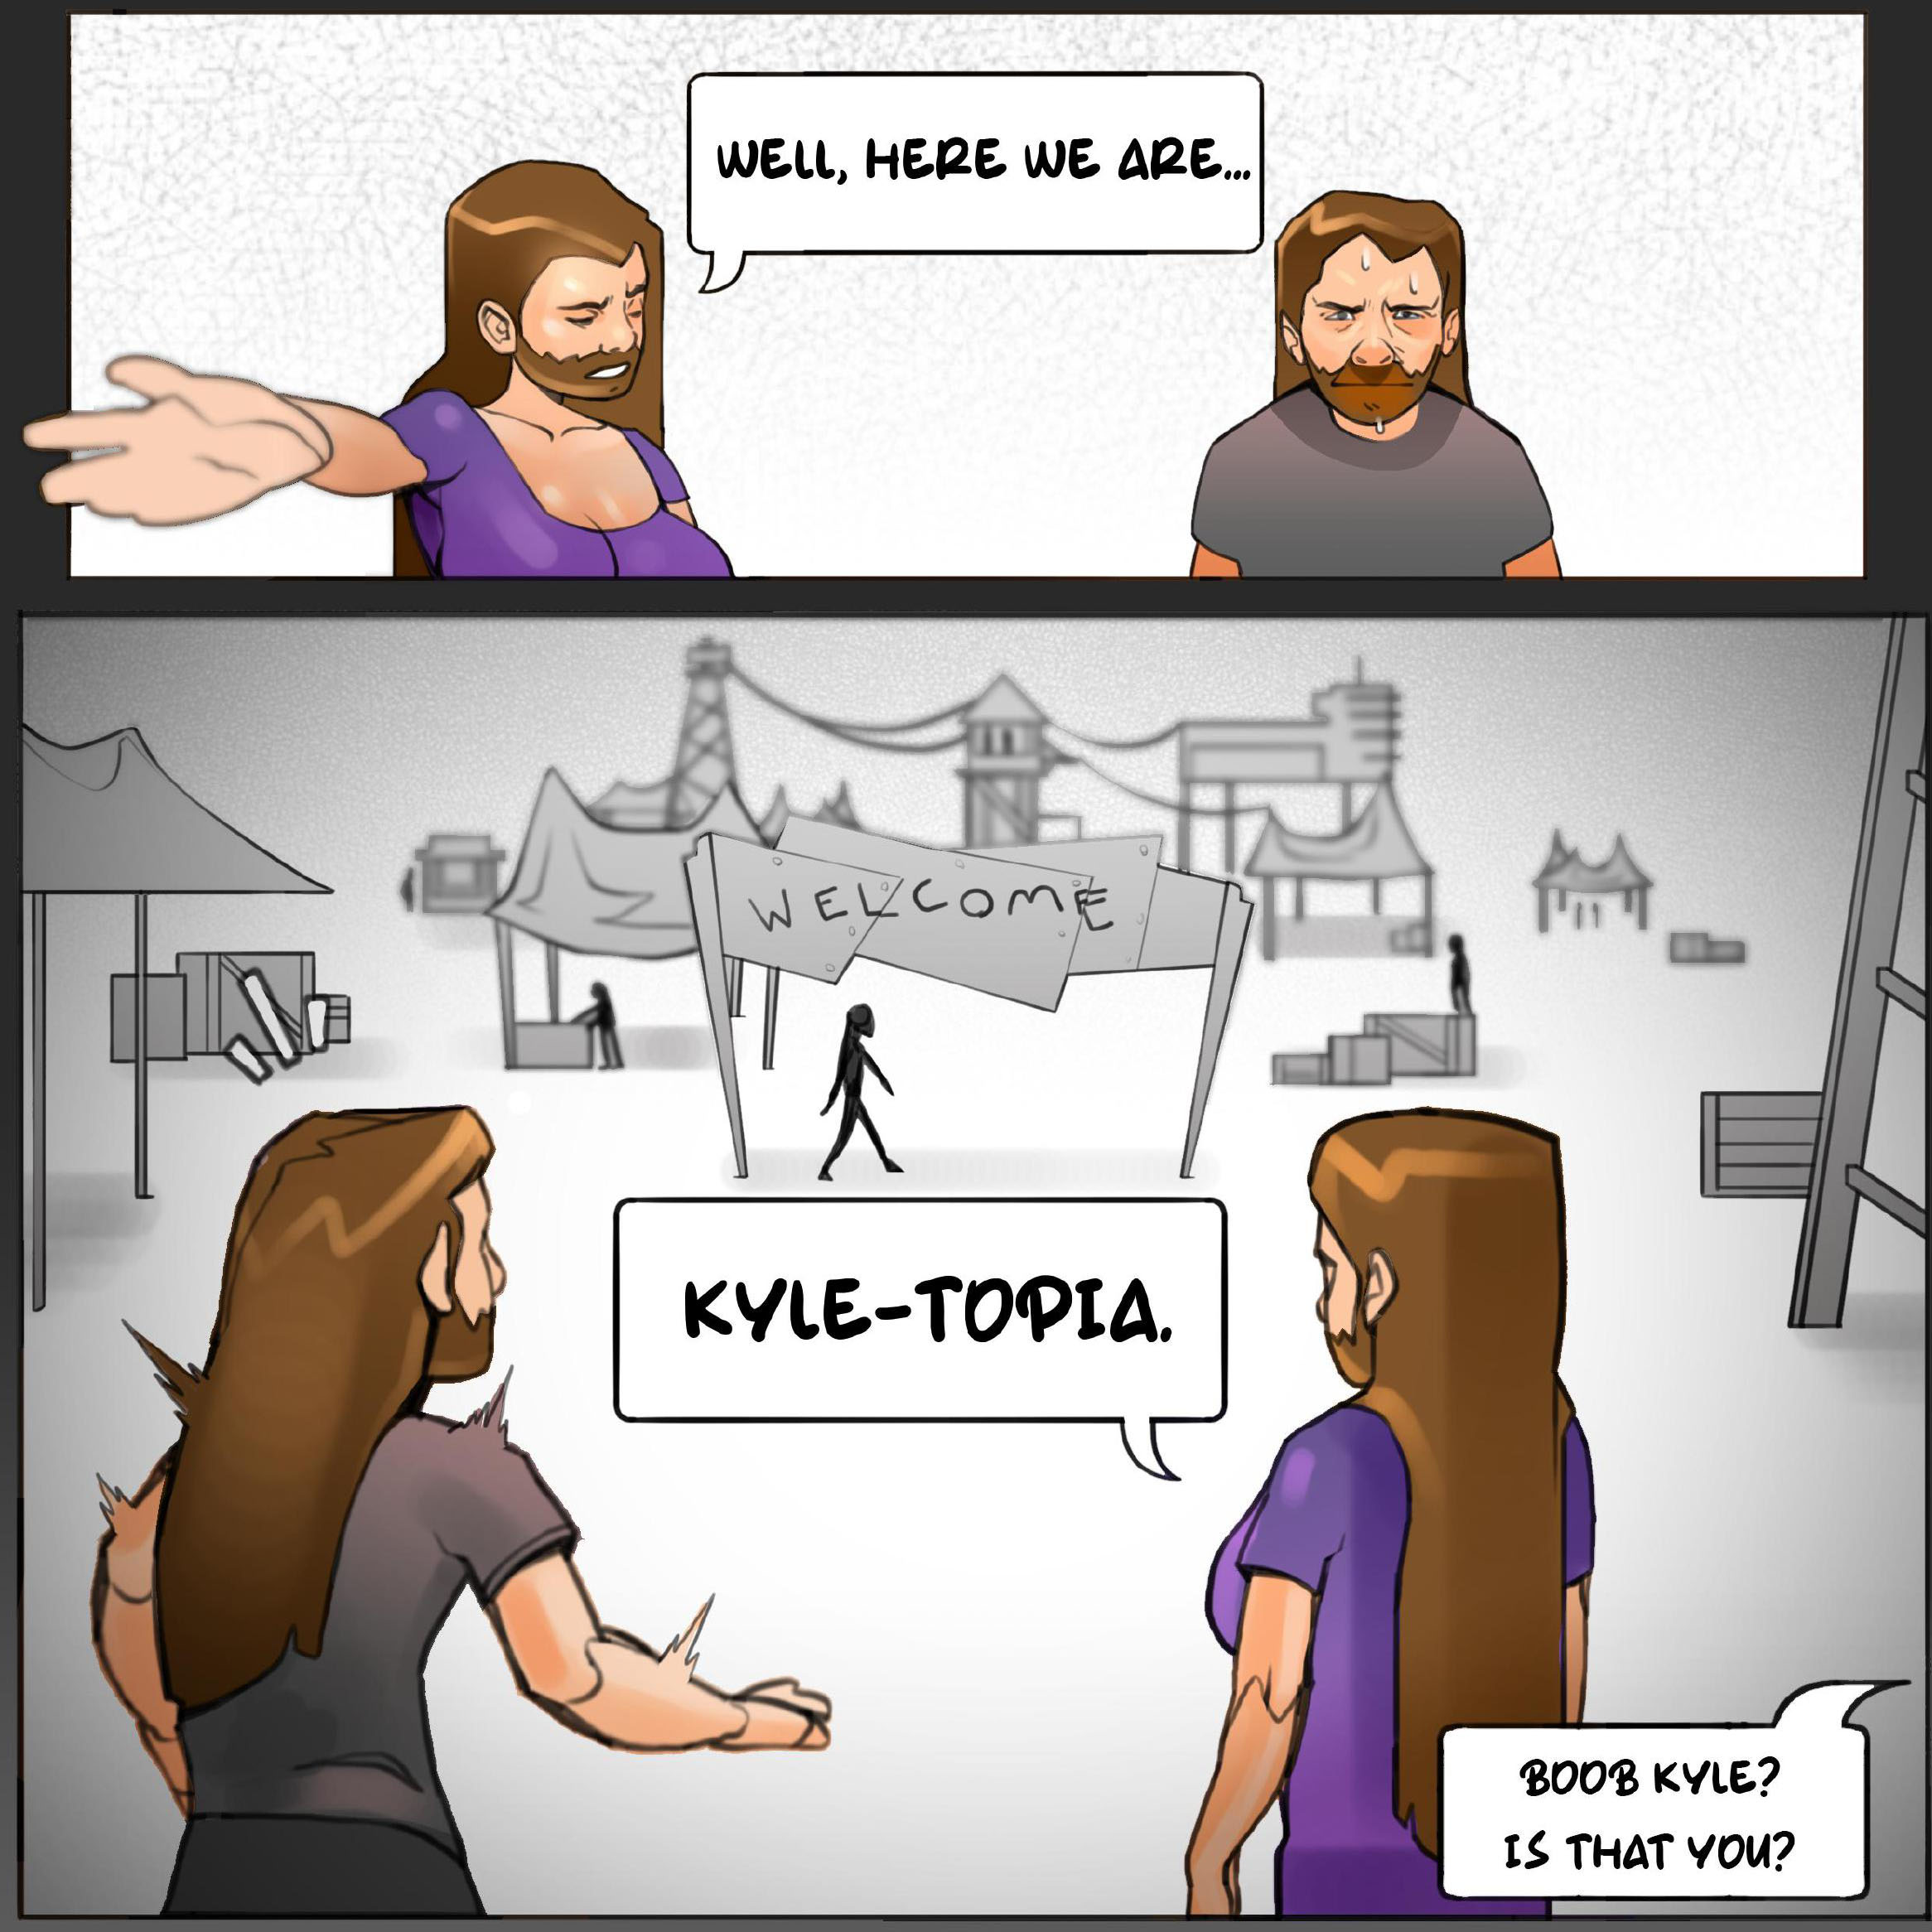 WELL, HERE WE ARE...
WELCOME
KYLE-TOPIA.
BOOB KYLE?
IS THAT YOU?